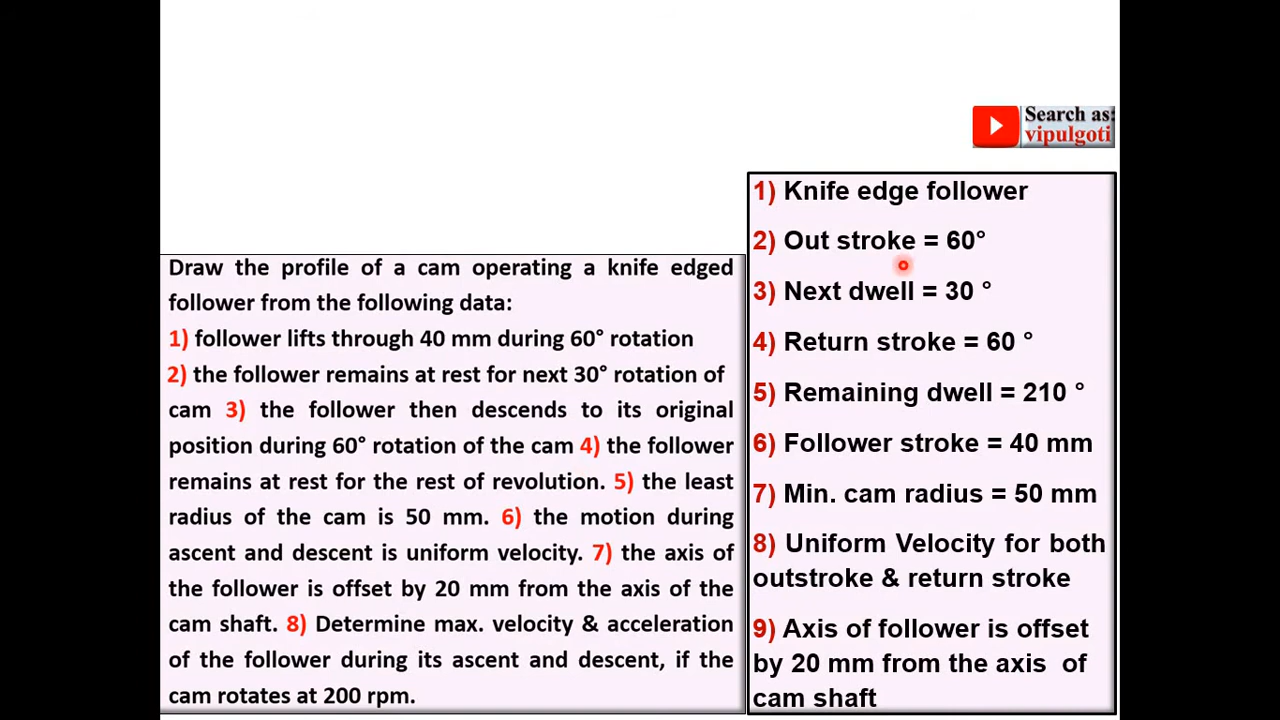 Search as:
vipulgoti
Draw the profile of a cam operating a knife edged
follower from the following data:
1) follower lifts through 40 mm during 60° rotation
2) the follower remains at rest for next 30° rotation of
cam 3) the follower then descends to its original
position during 60° rotation of the cam 4) the follower
remains at rest for the rest of revolution. 5) the least
radius of the cam is 50 mm. 6) the motion during
ascent and descent is uniform velocity. 7) the axis of
the follower is offset by 20 mm from the axis of the
cam shaft. 8) Determine max. velocity & acceleration
of the follower during its ascent and descent, if the
cam rotates at 200 rpm.
1) Knife edge follower
2) Out stroke = 60°
3) Next dwell = 30 °
4) Return stroke = 60 °
5) Remaining dwell = 210 °
6) Follower stroke = 40 mm
7) Min. cam radius = 50 mm
8) Uniform Velocity for both
outstroke & return stroke
9) Axis of follower is offset
by 20 mm from the axis of
cam shaft